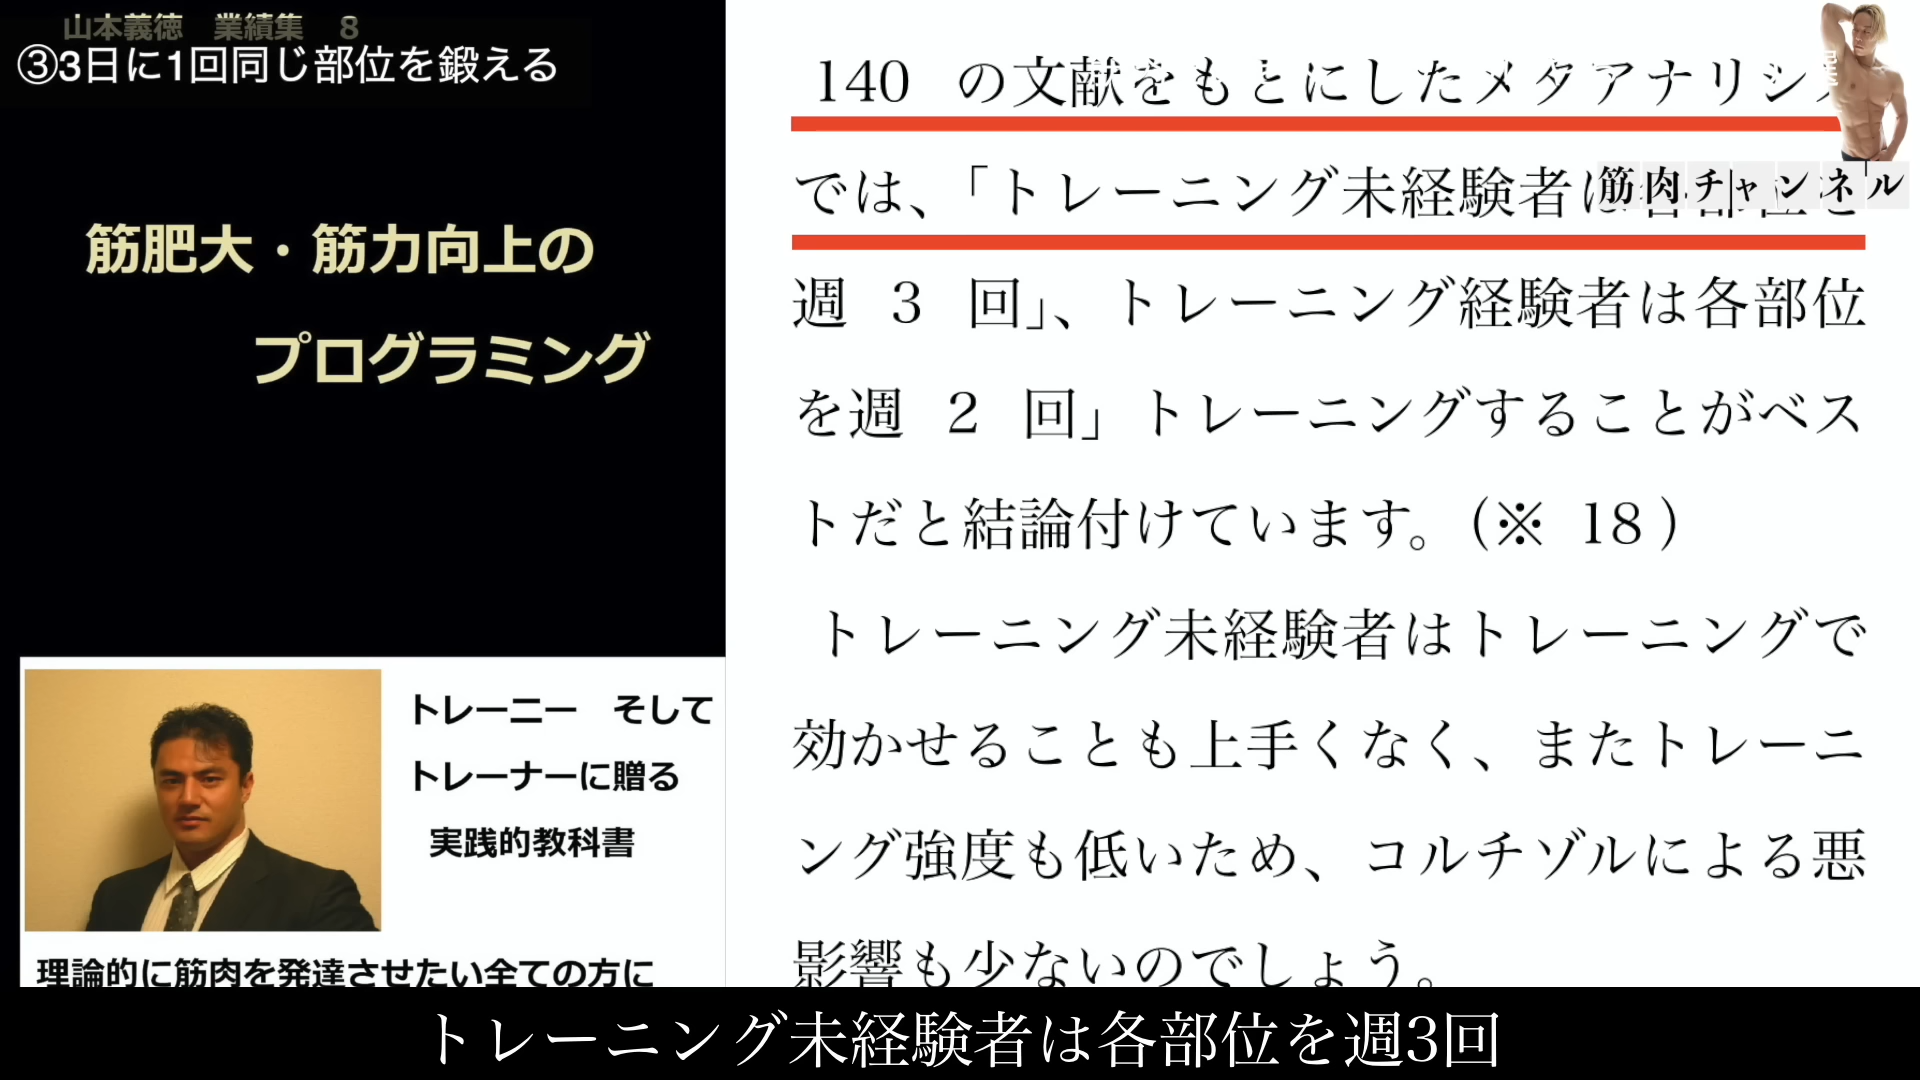 山本義徳　業績集　8
③3日に1回同じ部位を鍛える
筋肥大・筋力向上の
プログラミング
トレーニー　そして
トレーナーに贈る
実践的教科書
理論的に筋肉を発達させたい全ての方に
140 の文献をもとにしたメタアナリシス
では、「トレーニング未経験者は各部位を
週 3 回」、トレーニング経験者は各部位
を週 2 回」トレーニングすることがベス
トだと結論付けています。（※ 18）
トレーニング未経験者はトレーニングで
効かせることも上手くなく、またトレーニ
ング強度も低いため、コルチゾルによる悪
影響も少ないのでしょう。
筋肉チャンネル
トレーニング未経験者は各部位を週3回